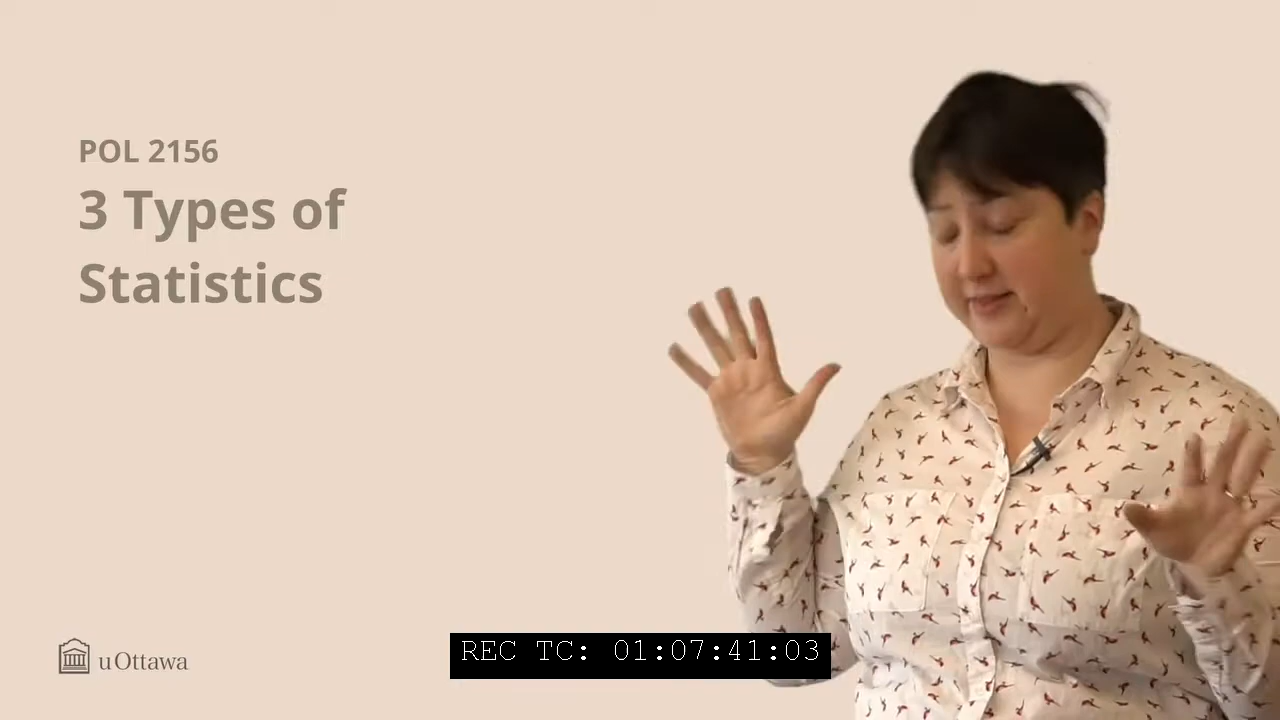 POL 2156
3 Types of
Statistics
uOttawa
REC TC: 01:07:41:03